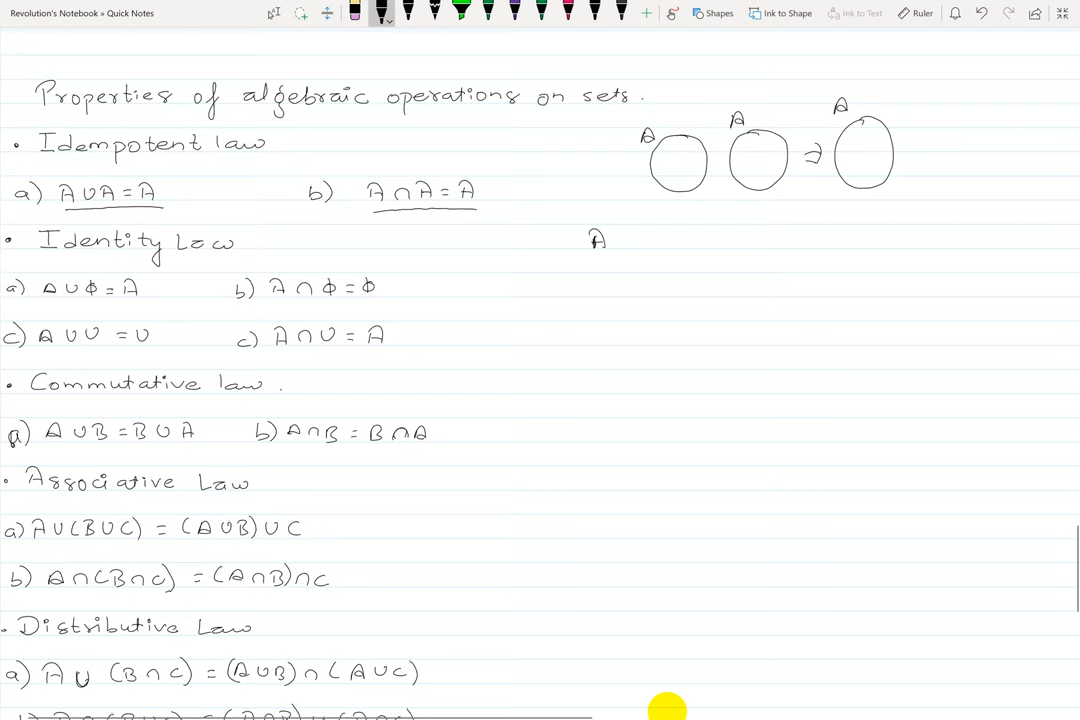 Revolution's Notebook » Quick Notes
Shapes Ink to Shape Ink to Text Ruler
Properties of algebraic operations on sets.
A A ⇒ A
• Idempotent law
a) A ∪ A = A b) A ∩ A = A
• Identity Law
A
a) A ∪ ϕ = A b) A ∩ ϕ = ϕ
c) A ∪ U = U c) A ∩ U = A
• Commutative law.
a) A ∪ B = B ∪ A b) A ∩ B = B ∩ A
• Associative Law
a) A ∪ (B ∪ C) = (A ∪ B) ∪ C
b) A ∩ (B ∩ C) = (A ∩ B) ∩ C
• Distributive Law
a) A ∪ (B ∩ C) = (A ∪ B) ∩ (A ∪ C)